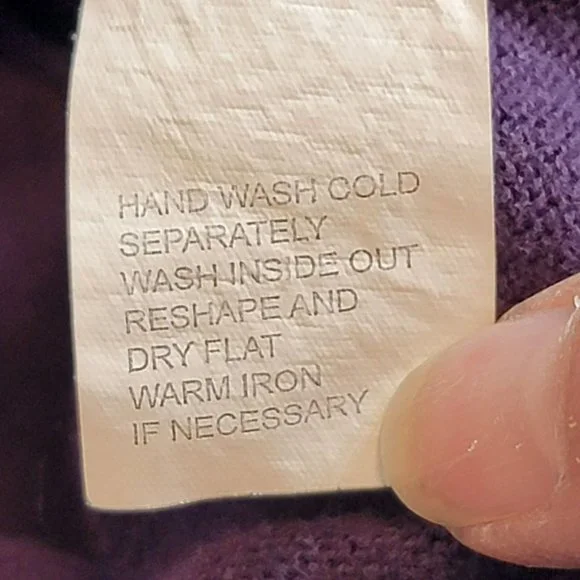 HAND WASH COLD
SEPARATELY
WASH INSIDE OUT
RESHAPE AND
DRY FLAT
WARM IRON
IF NECESSARY